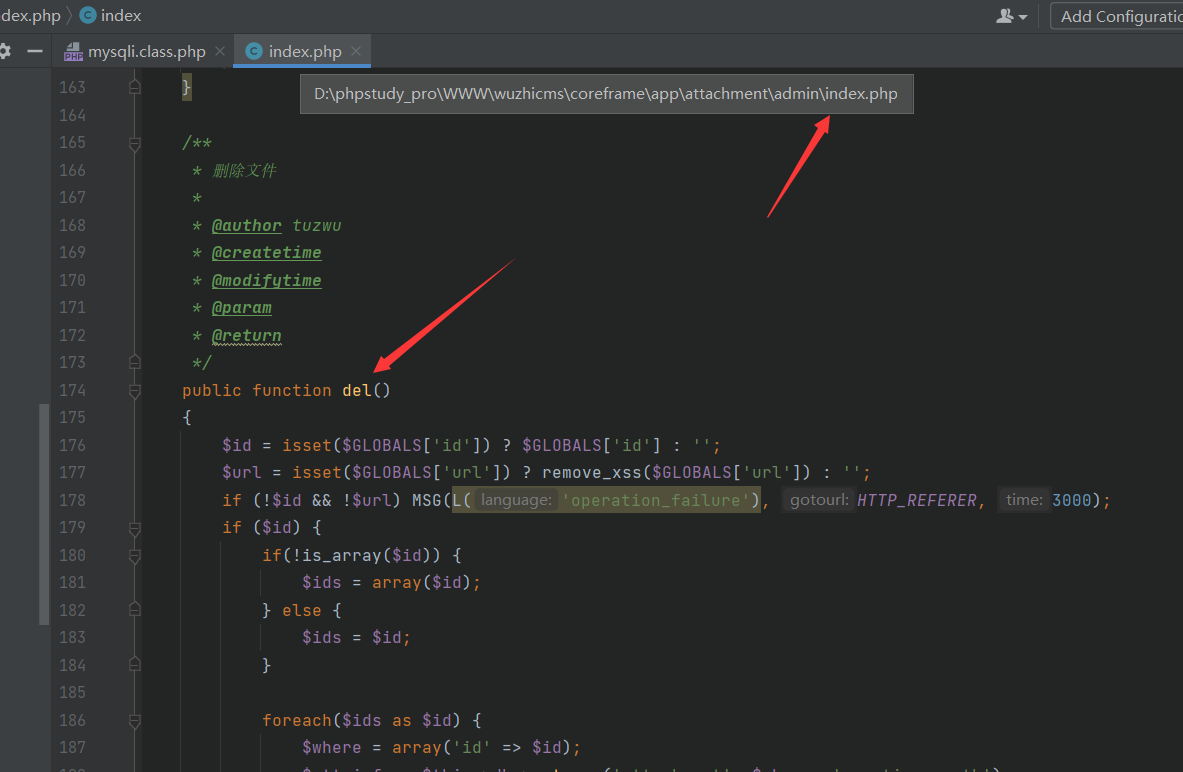 dex.php 〉 index
Add Configuratio
mysqli.class.php
index.php
163 }
D:\phpstudy_pro\WWW\wuzhicms\coreframe\app\attachment\admin\index.php
164
165 /**
166 * 删除文件
167 *
168 * @author tuzwu
169 * @createtime
170 * @modifytime
171 * @param
172 * @return
173 */
174 public function del()
175 {
176 $id = isset($GLOBALS['id']) ? $GLOBALS['id'] : '';
177 $url = isset($GLOBALS['url']) ? remove_xss($GLOBALS['url']) : '';
178 if (!$id && !$url) MSG(L( language: 'operation_failure'), gotourl: HTTP_REFERER, time: 3000);
179 if ($id) {
180 if(!is_array($id)) {
181 $ids = array($id);
182 } else {
183 $ids = $id;
184 }
185
186 foreach($ids as $id) {
187 $where = array('id' => $id);